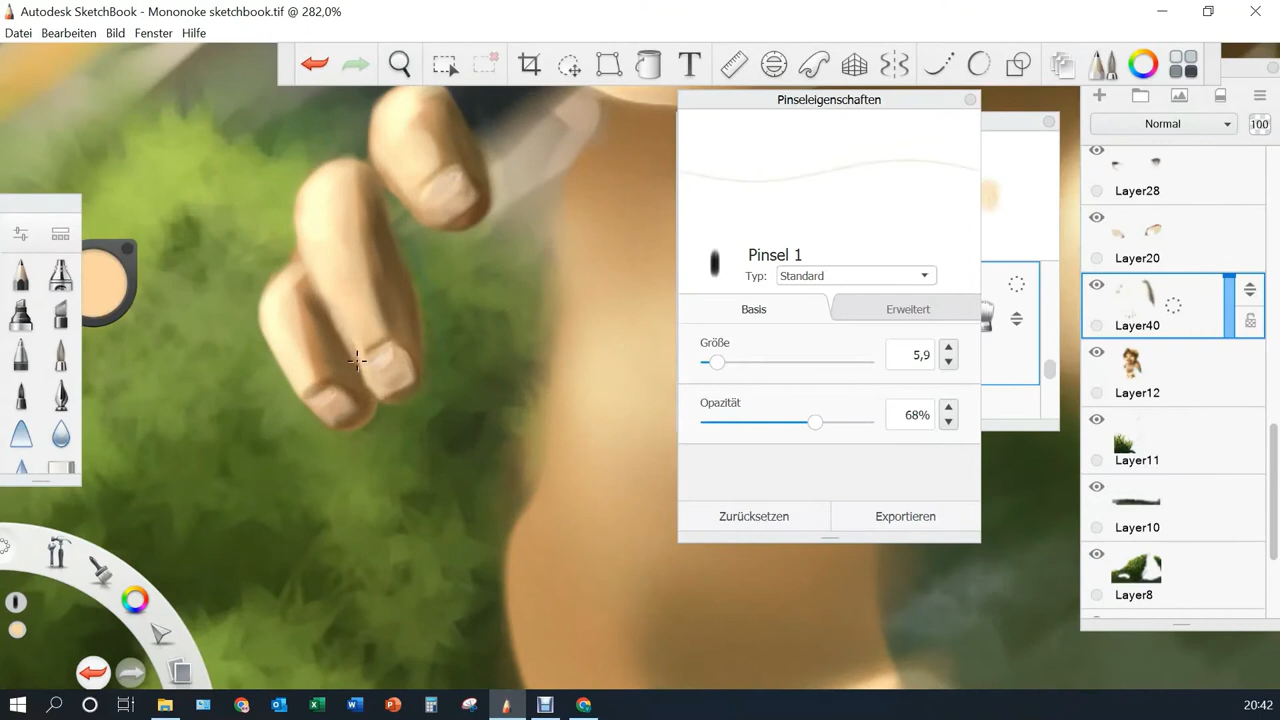 Autodesk SketchBook - Mononoke sketchbook.tif @ 282,0%
Datei Bearbeiten Bild Fenster Hilfe
T
Pinseleigenschaften
Pinsel 1
Typ: Standard
Basis Erweitert
Größe 5,9
Opazität 68%
Zurücksetzen Exportieren
Normal 100
Layer28
Layer20
Layer40
Layer12
Layer11
Layer10
Layer8
20:42